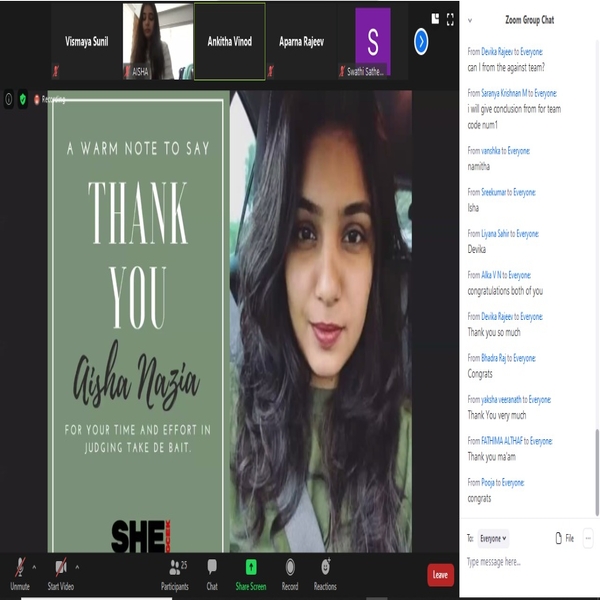 Vismaya Sunil
AISHA
Ankitha Vinod
Aparna Rajeev
S
Swathi Sathe...
Recording
A WARM NOTE TO SAY
THANK
YOU
Aisha Nazia
FOR YOUR TIME AND EFFORT IN
JUDGING TAKE DE BAIT.
SHE
Unmute
Start Video
25
Participants
Chat
Share Screen
Record
Reactions
Leave
Zoom Group Chat
From Devika Rajeev to Everyone:
can I from the against team?
From Saranya Krishnan M to Everyone:
i will give conclusion from for team
code num1
From vanshka to Everyone:
namitha
From Sreekumar to Everyone:
Isha
From Liyana Sahir to Everyone:
Devika
From Alka V N to Everyone:
congratulations both of you
From Devika Rajeev to Everyone:
Thank you so much
From Bhadra Raj to Everyone:
Congrats
From yaksha veeranath to Everyone:
Thank You very much
From FATHIMA ALTHAF to Everyone:
Thank you ma'am
From Pooja to Everyone:
congrats
To: Everyone
File
Type message here...